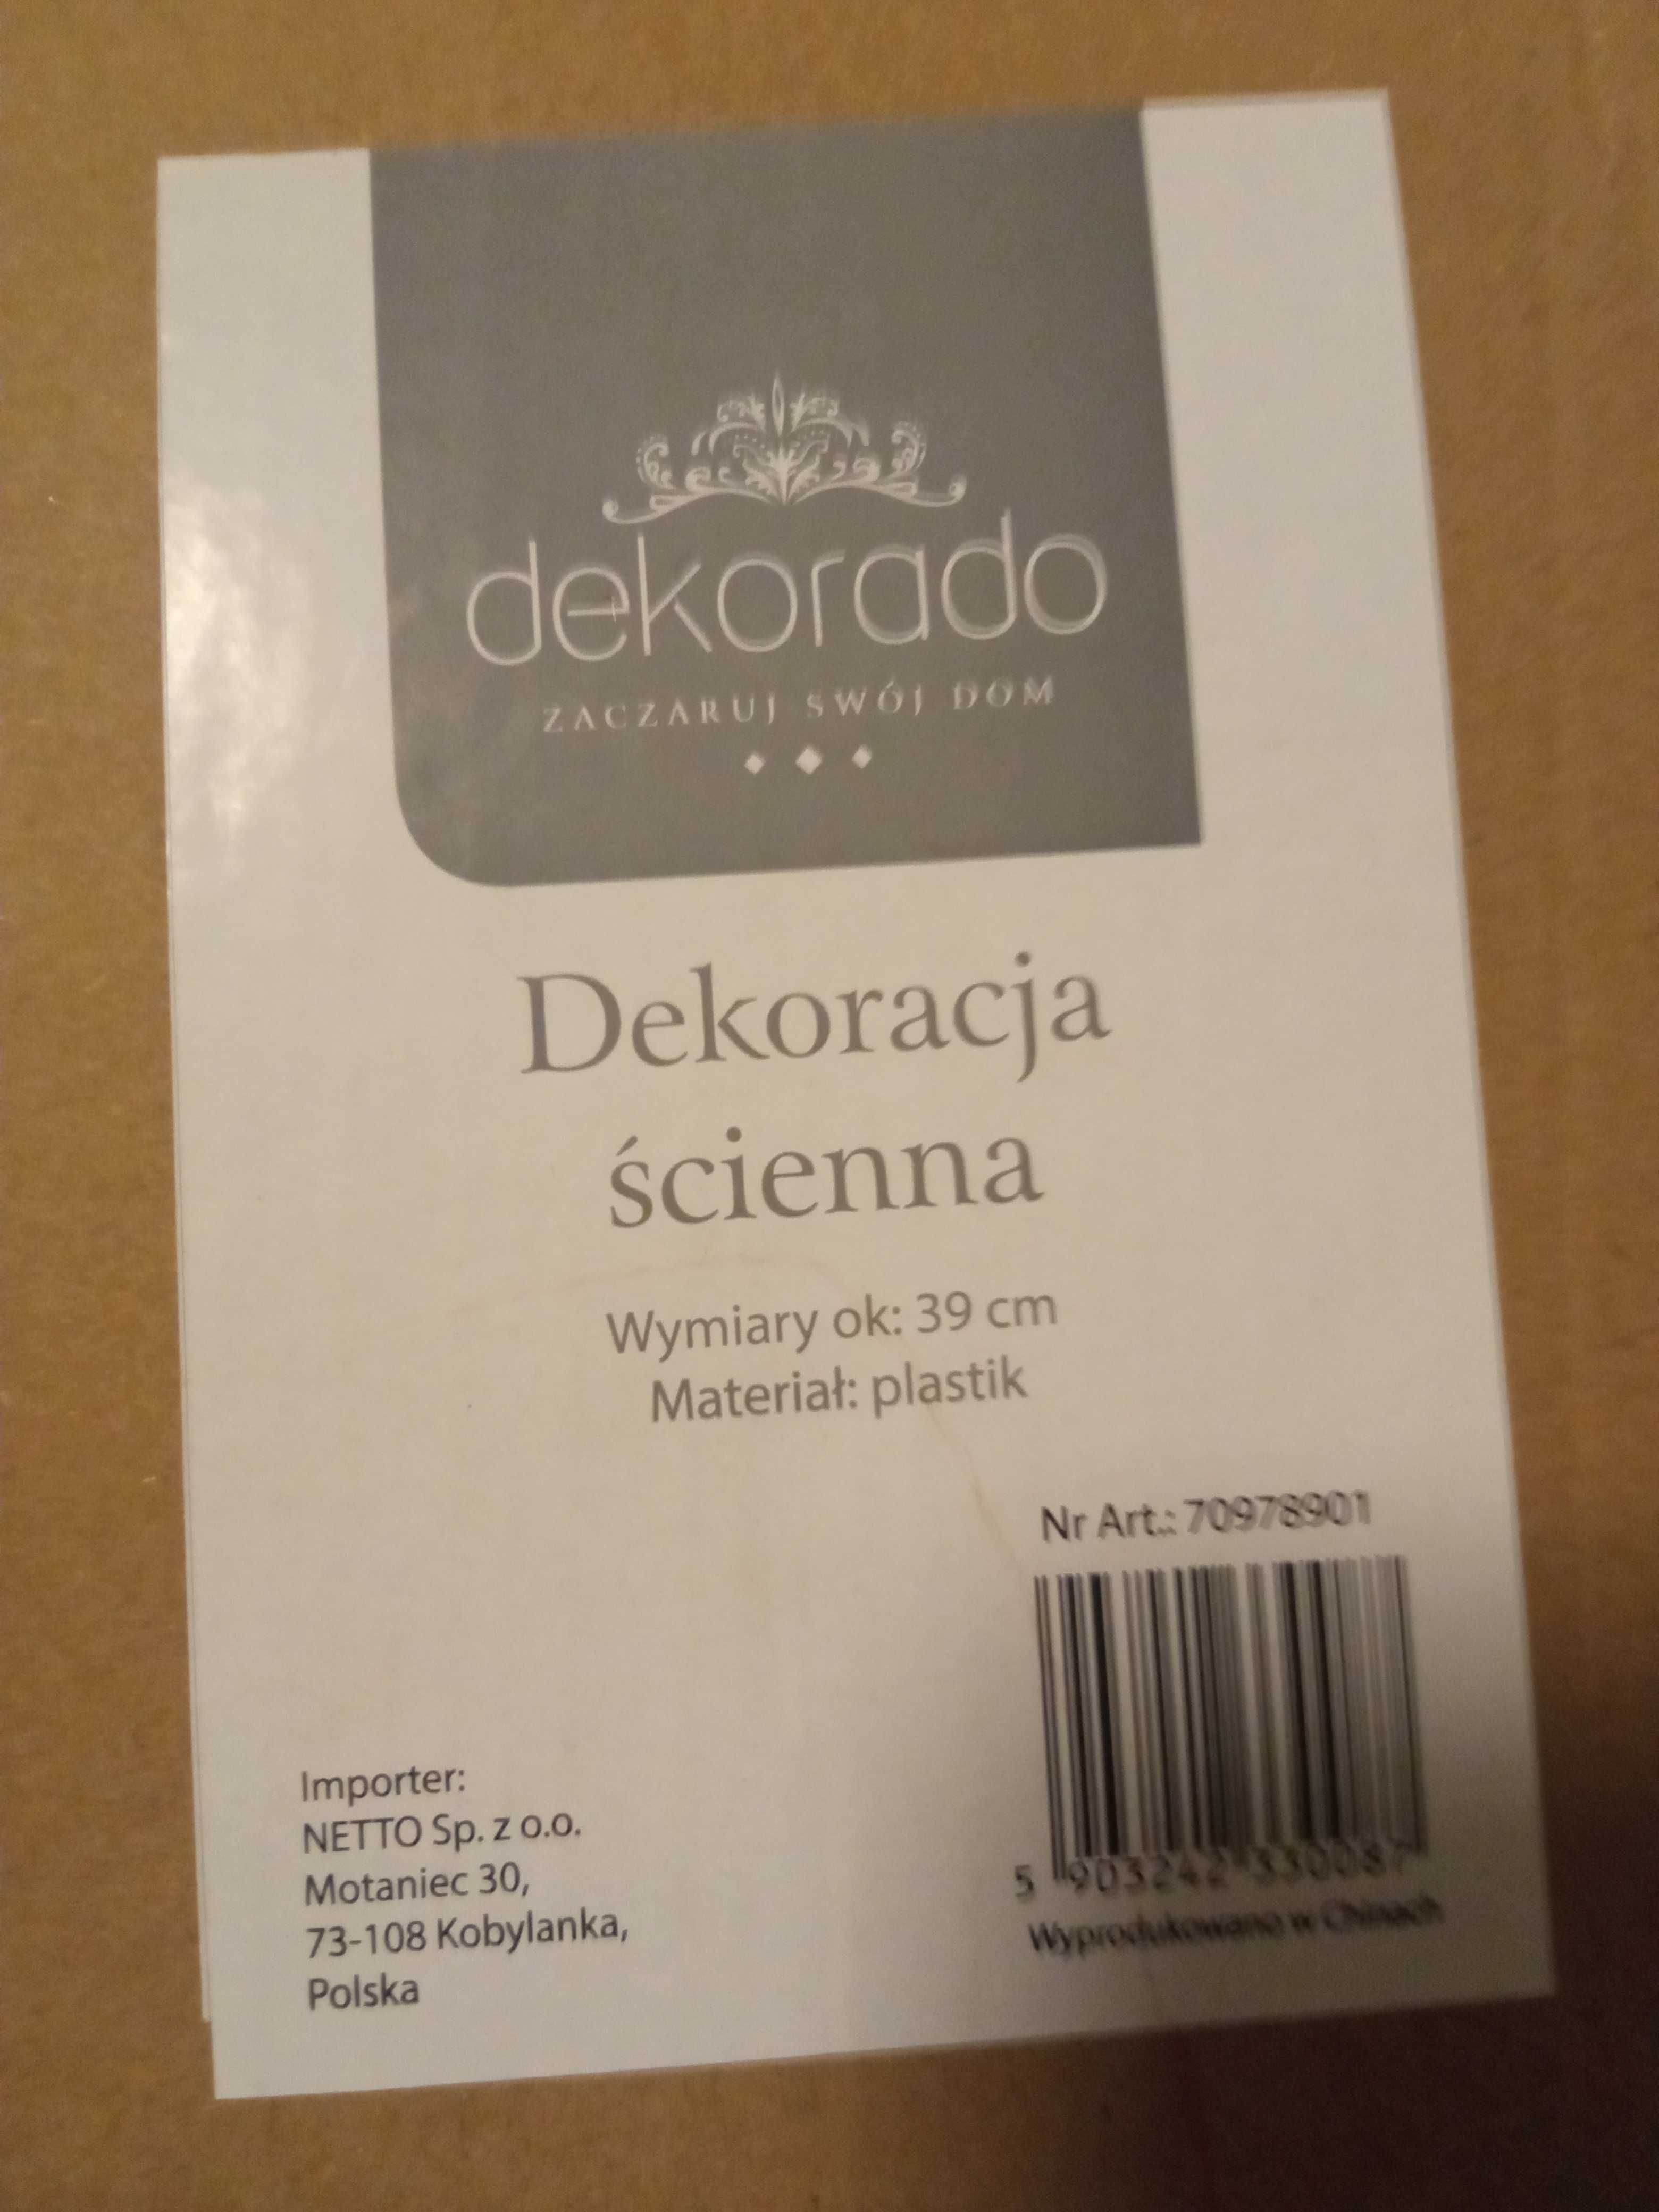 dekorado
ZACZARUJ SWÓJ DOM
Dekoracja
ścienna
Wymiary ok: 39 cm
Materiał: plastik
Nr Art.: 70978901
5 903242 330087
Wyprodukowano w Chinach
Importer:
NETTO Sp. z o.o.
Motaniec 30,
73-108 Kobylanka,
Polska